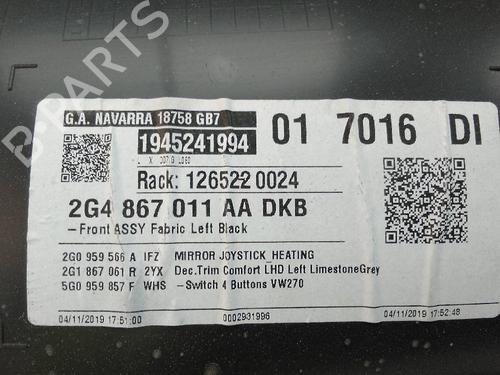 B-PARTS
G.A. NAVARRA 18758 GB7
1945241994
01 7016 DI
Rack: 1265220024
2G4 867 011 AA DKB
-Front ASSY Fabric Left Black
2G0 959 566 A IFZ MIRROR JOYSTICK_HEATING
2G1 867 061 R 2YX Dec.Trim Comfort LHD Left LimestoneGrey
5G0 959 857 F WHS -Switch 4 Buttons VW270
04/11/2019 17:51:00 0002931996 04/11/2019 17:52:48